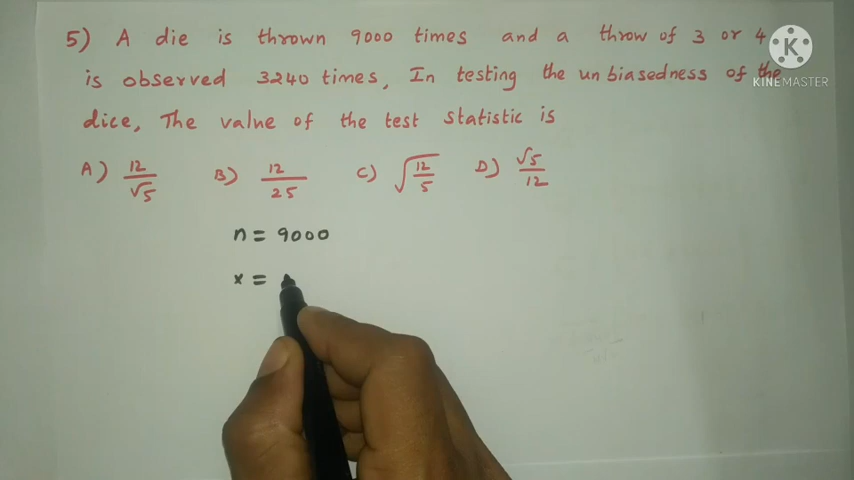 5) A die is thrown 9000 times and a throw of 3 or 4
is observed 3240 times, In testing the unbiasedness of the
dice, The value of the test statistic is
A) 12/√5 B) 12/25 C) √(12/5) D) √5/12
n = 9000
x =
K
KINEMASTER